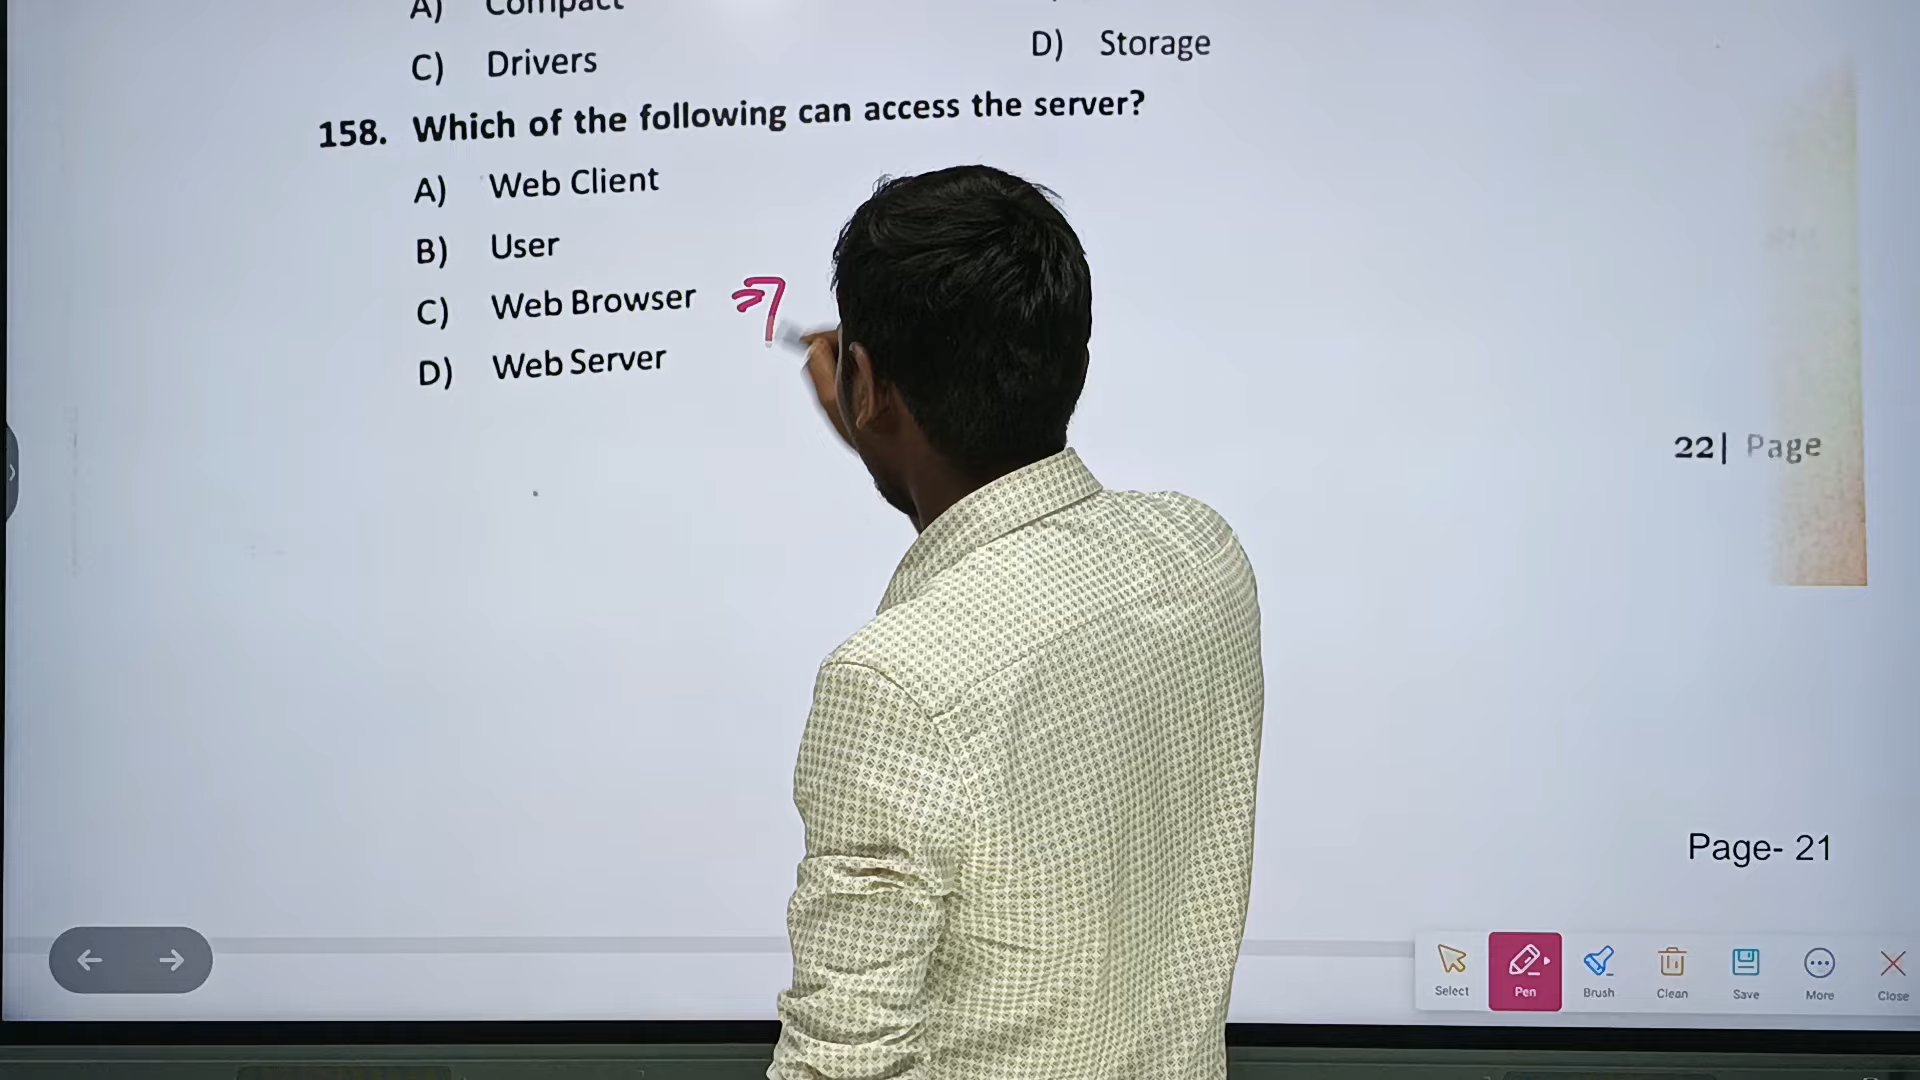 A) Compact
C) Drivers
D) Storage
158. Which of the following can access the server?
A) Web Client
B) User
C) Web Browser
D) Web Server
22| Page
Page- 21
Select
Pen
Brush
Clean
Save
More
Close